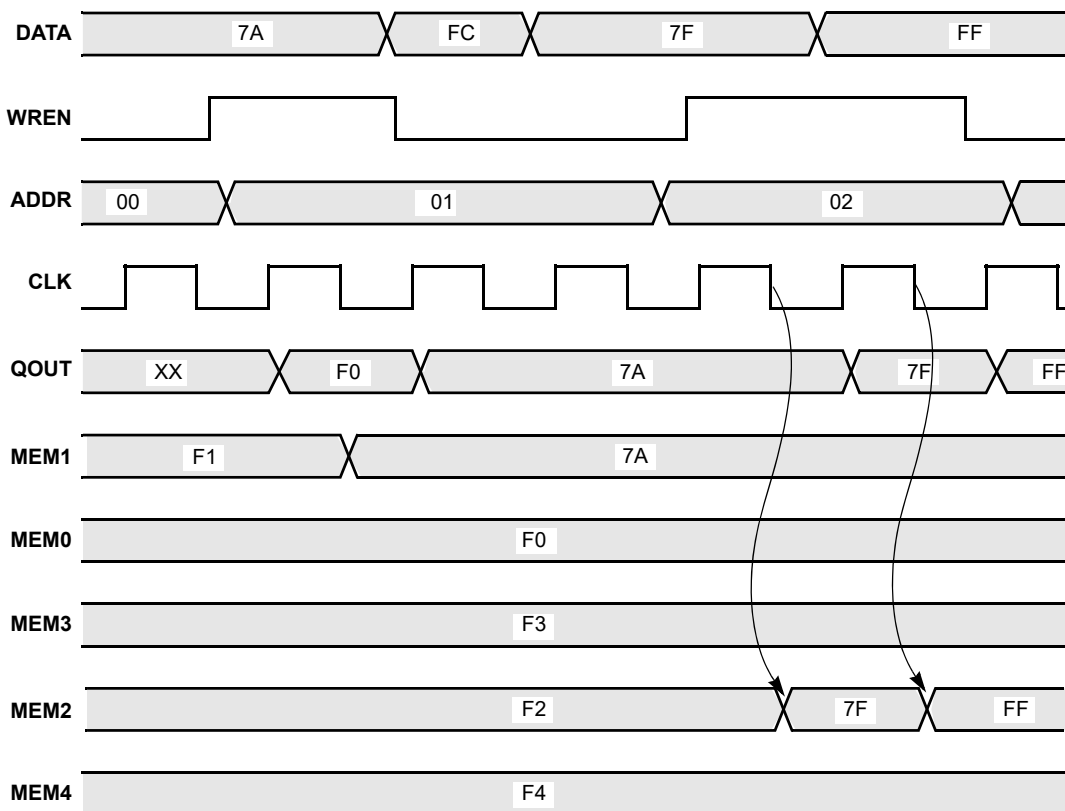 DATA 7A FC 7F FF
WREN
ADDR 00 01 02
CLK
QOUT XX F0 7A 7F FF
MEM1 F1 7A
MEM0 F0
MEM3 F3
MEM2 F2 7F FF
MEM4 F4